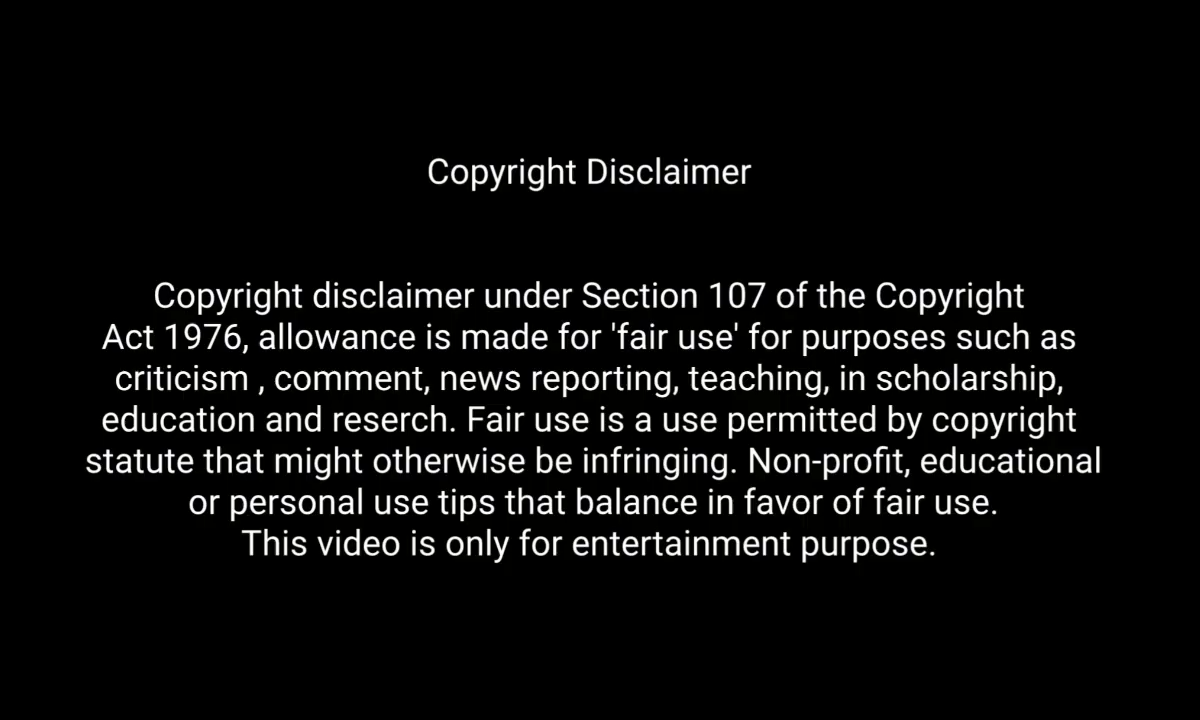 Copyright Disclaimer
Copyright disclaimer under Section 107 of the Copyright
Act 1976, allowance is made for 'fair use' for purposes such as
criticism , comment, news reporting, teaching, in scholarship,
education and reserch. Fair use is a use permitted by copyright
statute that might otherwise be infringing. Non-profit, educational
or personal use tips that balance in favor of fair use.
This video is only for entertainment purpose.